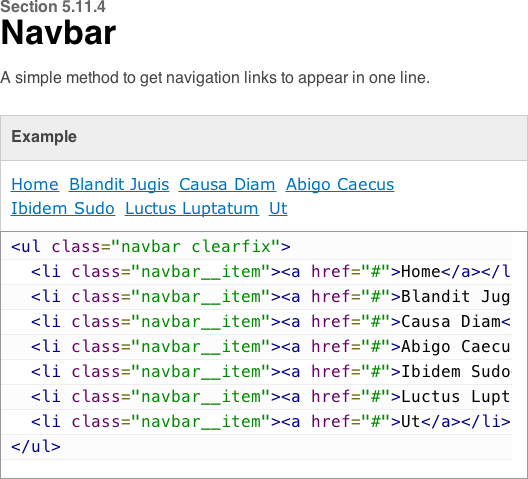 Section 5.11.4
Navbar
A simple method to get navigation links to appear in one line.
Example
Home Blandit Jugis Causa Diam Abigo Caecus
Ibidem Sudo Luctus Luptatum Ut
<ul class="navbar clearfix">
<li class="navbar__item"><a href="#">Home</a></l
<li class="navbar__item"><a href="#">Blandit Jug
<li class="navbar__item"><a href="#">Causa Diam<
<li class="navbar__item"><a href="#">Abigo Caecu
<li class="navbar__item"><a href="#">Ibidem Sudo
<li class="navbar__item"><a href="#">Luctus Lupt
<li class="navbar__item"><a href="#">Ut</a></li>
</ul>